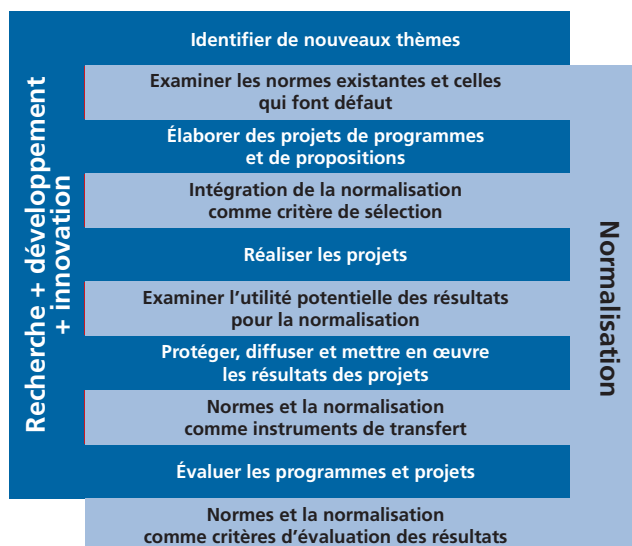 Recherche + développement
+ innovation
Identifier de nouveaux thèmes
Examiner les normes existantes et celles
qui font défaut
Élaborer des projets de programmes
et de propositions
Intégration de la normalisation
comme critère de sélection
Réaliser les projets
Examiner l’utilité potentielle des résultats
pour la normalisation
Protéger, diffuser et mettre en œuvre
les résultats des projets
Normes et la normalisation
comme instruments de transfert
Évaluer les programmes et projets
Normes et la normalisation
comme critères d’évaluation des résultats
Normalisation